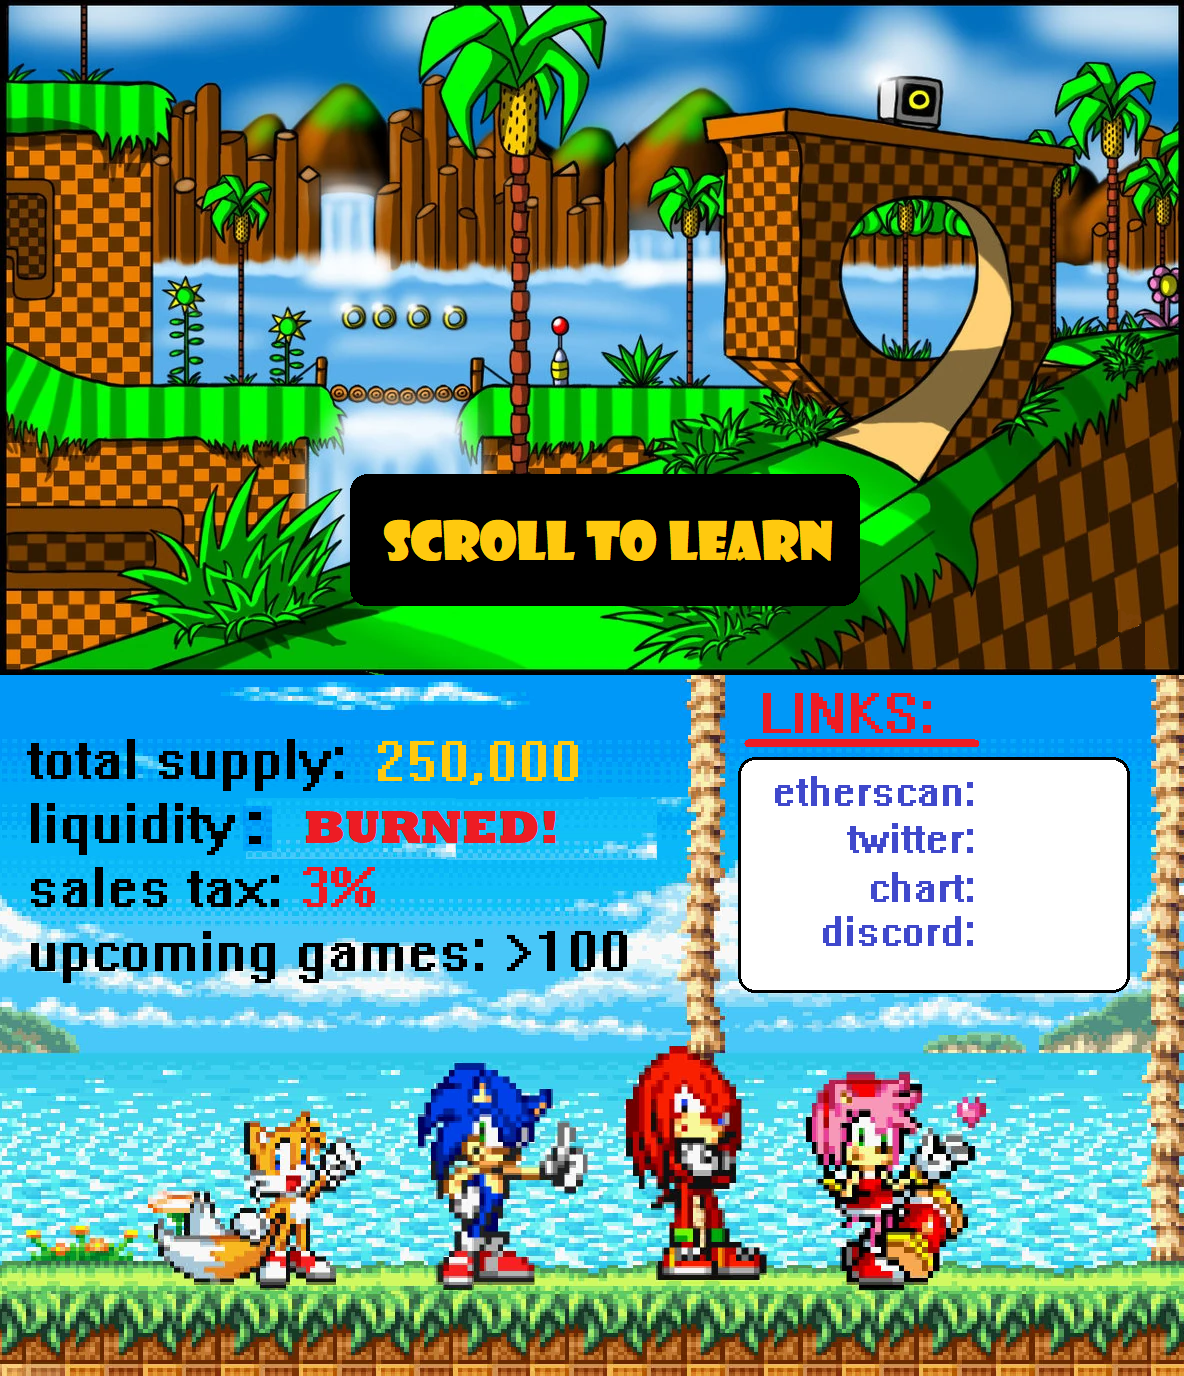 SCROLL TO LEARN
total supply: 250,000
liquidity: BURNED!
sales tax: 3%
upcoming games: >100
LINKS:
etherscan:
twitter:
chart:
discord: